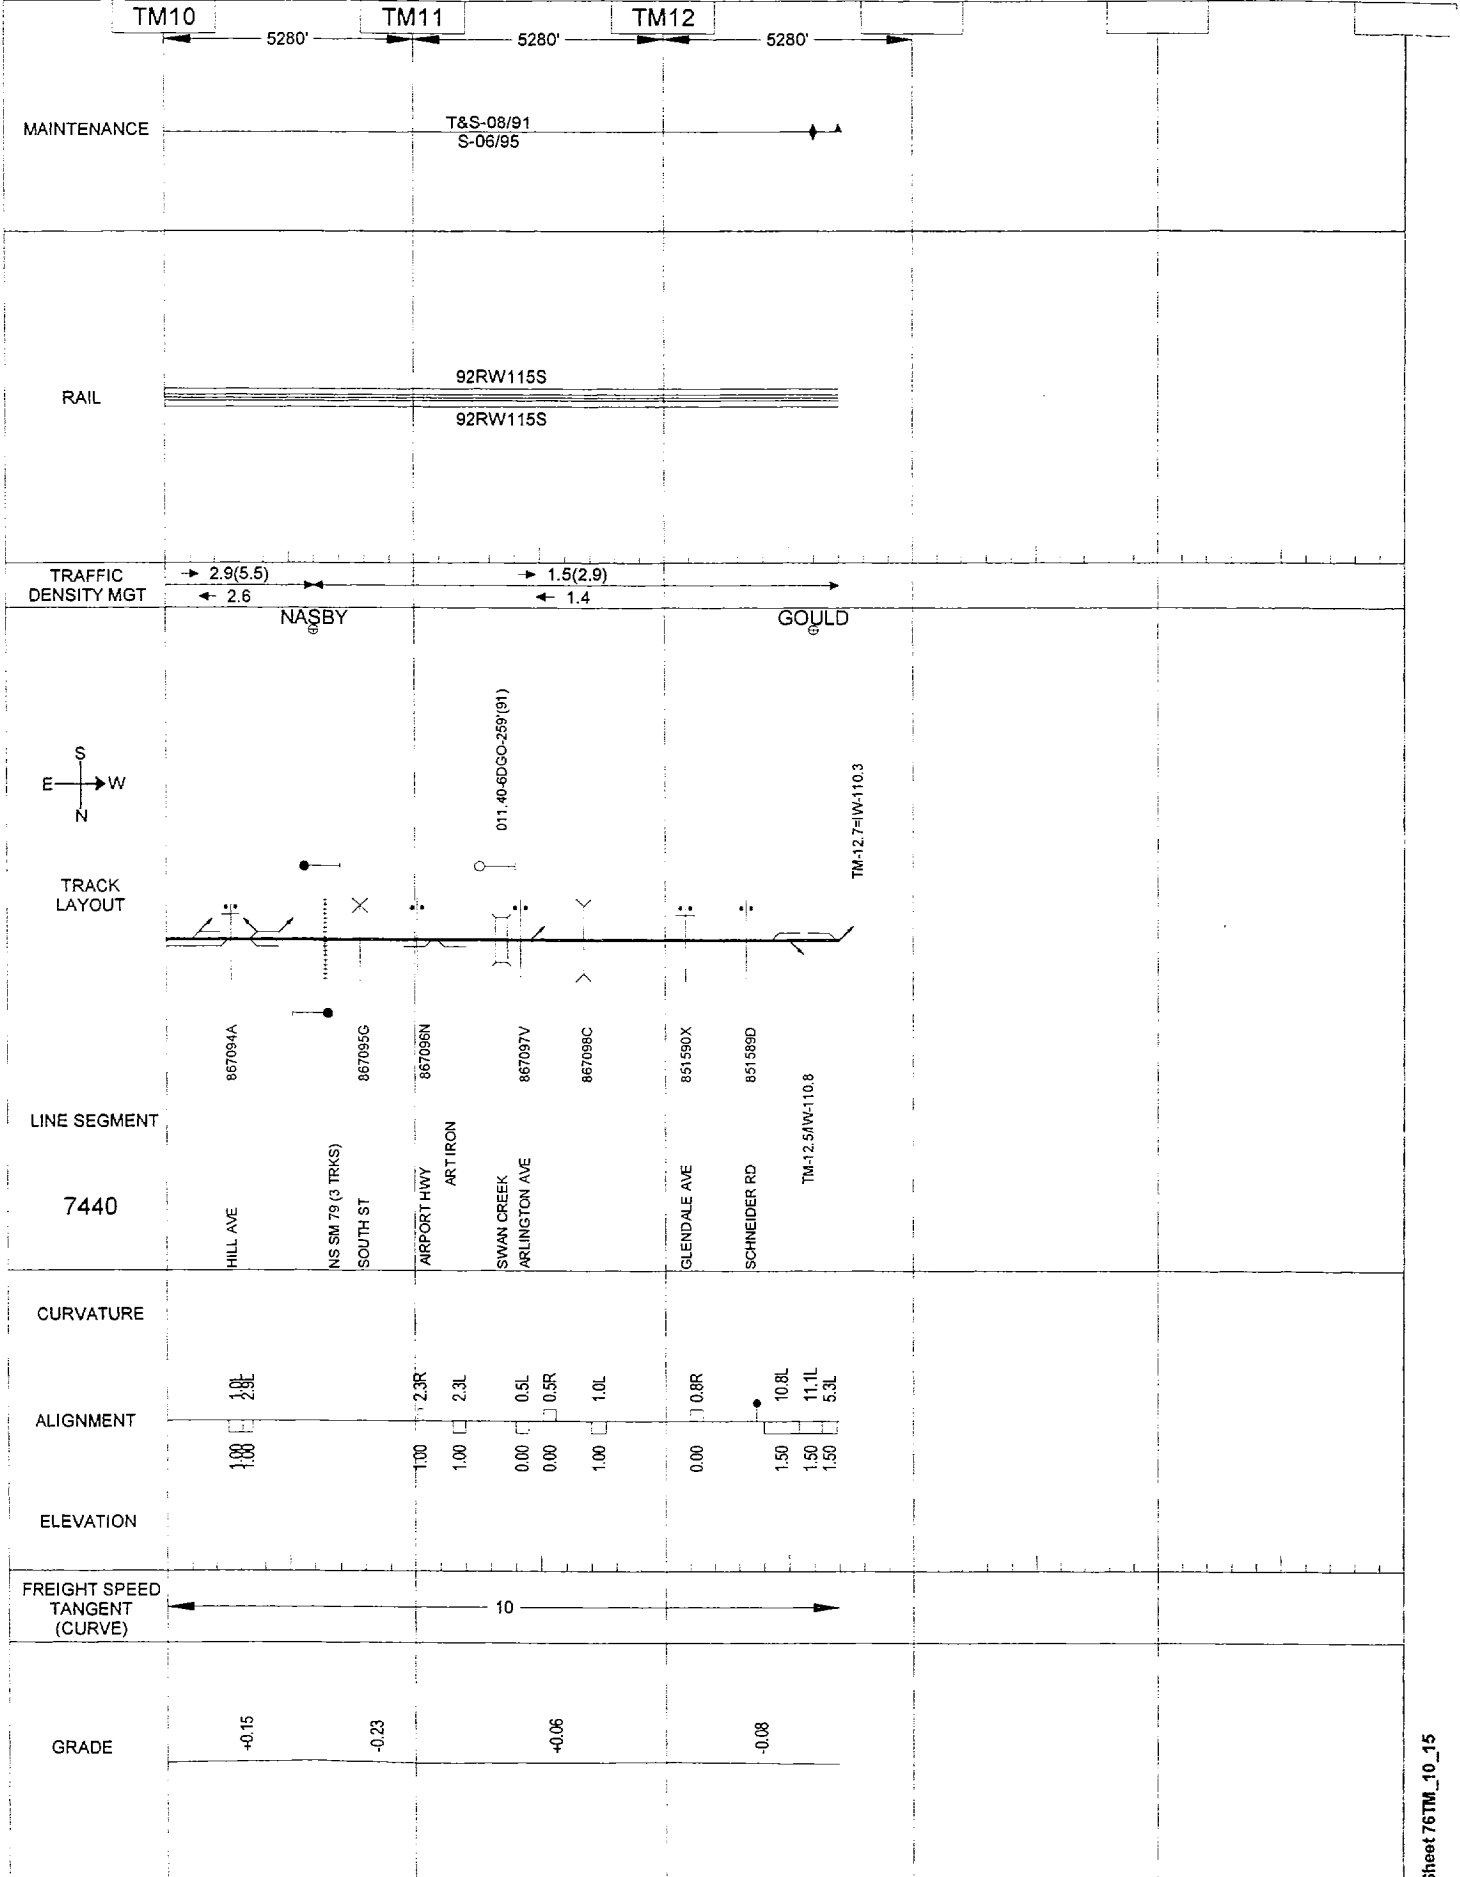 TM10 TM11 TM12
5280' 5280' 5280'
MAINTENANCE
T&S-08/91
S-06/95
RAIL
92RW115S
92RW115S
TRAFFIC
DENSITY MGT
2.9(5.5) 1.5(2.9)
2.6 1.4
NASBY GOULD
011.40-6DGO-259'(91)
S
E W
N
TM-12.7=IW-110.3
TRACK
LAYOUT
867094A
867095G
867096N
867097V
867098C
851590X
851589D
LINE SEGMENT
7440
HILL AVE
NS SM 79 (3 TRKS)
SOUTH ST
AIRPORT HWY
ART IRON
SWAN CREEK
ARLINGTON AVE
GLENDALE AVE
SCHNEIDER RD
TM-12.5/IW-110.8
CURVATURE
1.0L 2.9L 2.3R 2.3L 0.5L 0.5R 1.0L 0.8R 10.8L 11.1L 5.3L
ALIGNMENT
1.00 1.00 1.00 1.00 0.00 0.00 1.00 0.00 1.50 1.50 1.50
ELEVATION
FREIGHT SPEED
TANGENT
(CURVE)
10
GRADE
+0.15 -0.23 +0.06 -0.08
Sheet 76TM_10_15